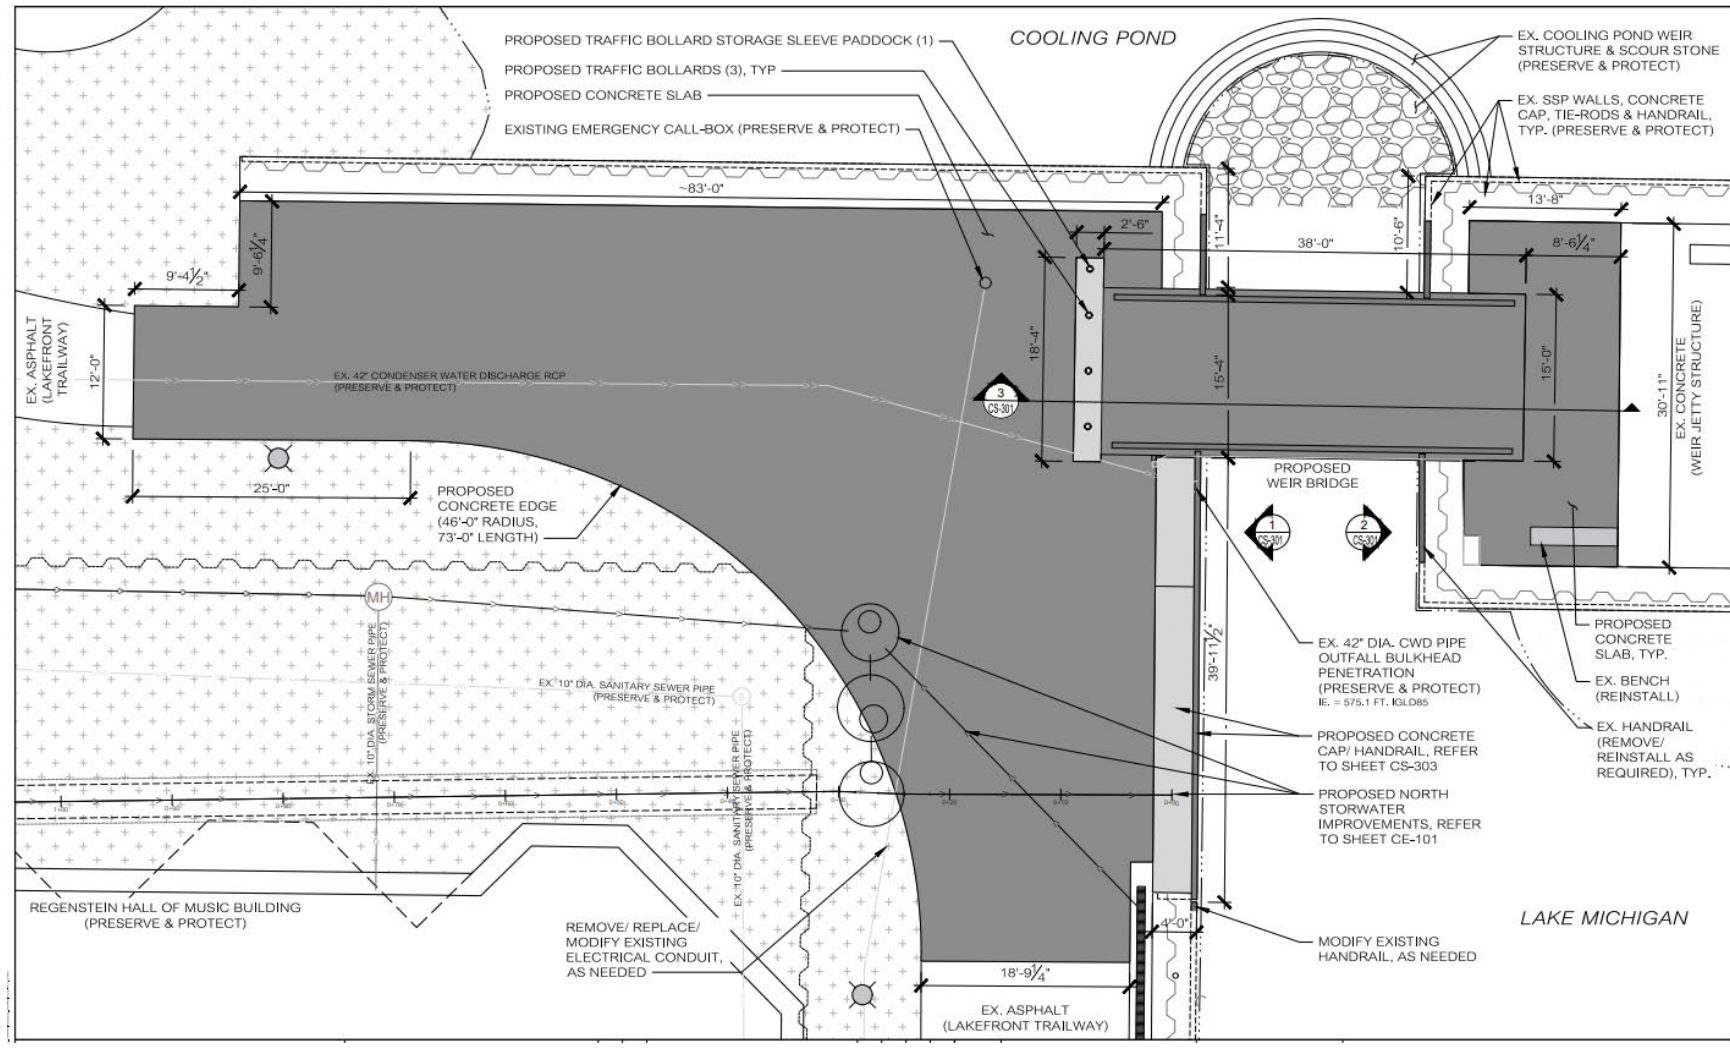 PROPOSED TRAFFIC BOLLARD STORAGE SLEEVE PADDOCK (1)
PROPOSED TRAFFIC BOLLARDS (3), TYP
PROPOSED CONCRETE SLAB
EXISTING EMERGENCY CALL-BOX (PRESERVE & PROTECT)
COOLING POND
EX. COOLING POND WEIR
STRUCTURE & SCOUR STONE
(PRESERVE & PROTECT)
EX. SSP WALLS, CONCRETE
CAP, TIE-RODS & HANDRAIL,
TYP. (PRESERVE & PROTECT)
~83'-0"
9'-6¼"
9'-4½"
2'-6"
11'-4"
38'-0"
10'-6"
13'-8"
8'-6¼"
EX. ASPHALT
(LAKEFRONT
TRAILWAY)
12'-0"
EX. 42" CONDENSER WATER DISCHARGE RCP
(PRESERVE & PROTECT)
18'-4"
3
CS-301
15'-4"
15'-0"
30'-11"
EX. CONCRETE
(WEIR JETTY STRUCTURE)
25'-0"
PROPOSED
CONCRETE EDGE
(46'-0" RADIUS,
73'-0" LENGTH)
PROPOSED
WEIR BRIDGE
1
CS-301
2
CS-301
MH
EX. 10" DIA. STORM SEWER PIPE
(PRESERVE & PROTECT)
EX. 10" DIA. SANITARY SEWER PIPE
(PRESERVE & PROTECT)
EX. 10" DIA. SANITARY SEWER PIPE
(PRESERVE & PROTECT)
39'-11½"
EX. 42" DIA. CWD PIPE
OUTFALL BULKHEAD
PENETRATION
(PRESERVE & PROTECT)
IE. = 575.1 FT. IGLD85
PROPOSED
CONCRETE
SLAB, TYP.
EX. BENCH
(REINSTALL)
EX. HANDRAIL
(REMOVE/
REINSTALL AS
REQUIRED), TYP.
PROPOSED CONCRETE
CAP/ HANDRAIL, REFER
TO SHEET CS-303
PROPOSED NORTH
STORWATER
IMPROVEMENTS, REFER
TO SHEET CE-101
REGENSTEIN HALL OF MUSIC BUILDING
(PRESERVE & PROTECT)
REMOVE/ REPLACE/
MODIFY EXISTING
ELECTRICAL CONDUIT,
AS NEEDED
4'-0"
MODIFY EXISTING
HANDRAIL, AS NEEDED
LAKE MICHIGAN
18'-9¼"
EX. ASPHALT
(LAKEFRONT TRAILWAY)